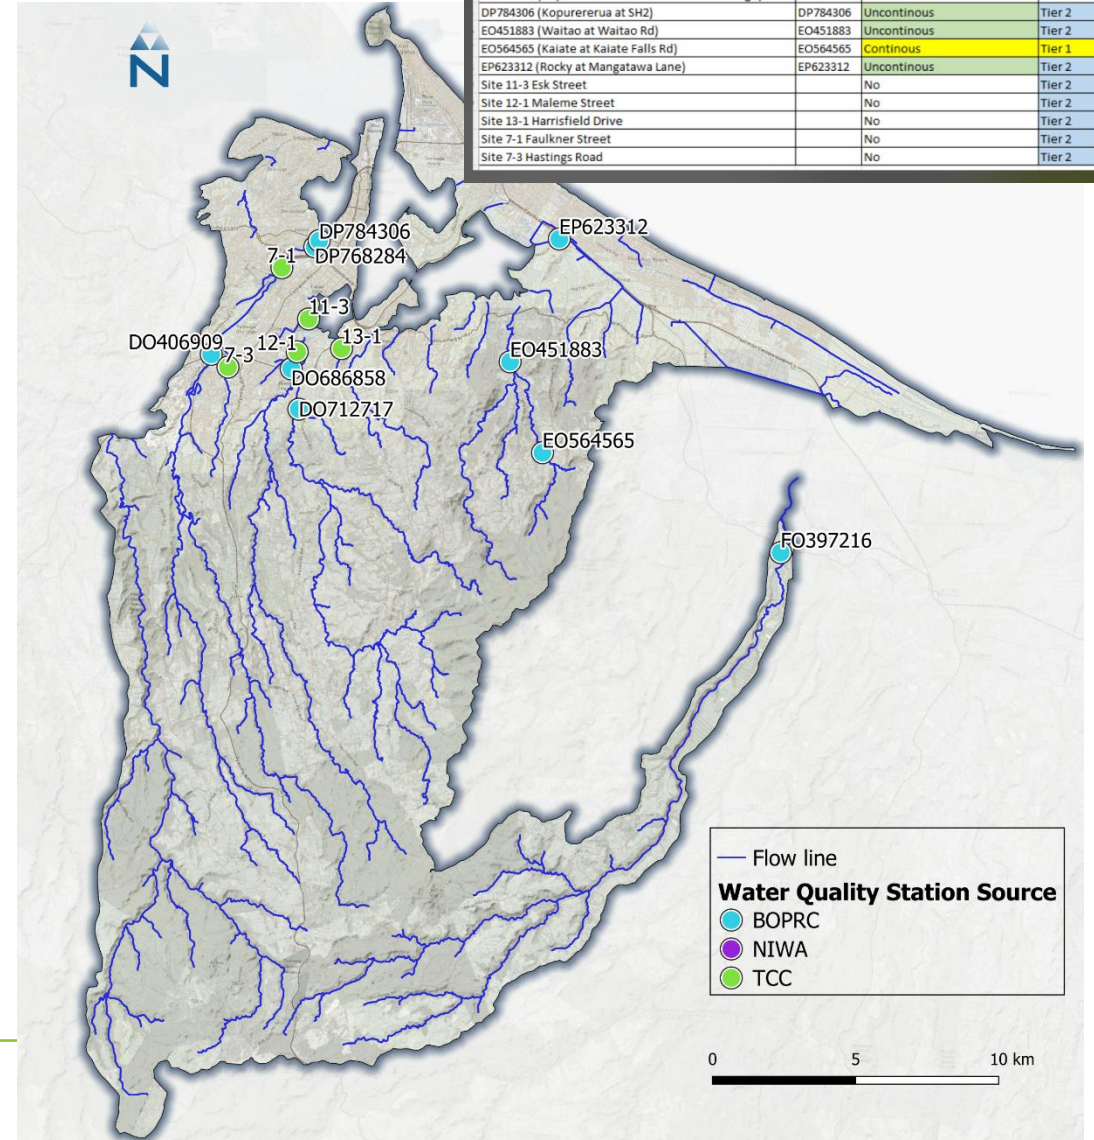 DP784306 (Kopurererua at SH2) DP784306 Uncontinous Tier 2
EO451883 (Waitao at Waitao Rd) EO451883 Uncontinous Tier 2
EO564565 (Kaiate at Kaiate Falls Rd) EO564565 Continous Tier 1
EP623312 (Rocky at Mangatawa Lane) EP623312 Uncontinous Tier 2
Site 11-3 Esk Street No Tier 2
Site 12-1 Maleme Street No Tier 2
Site 13-1 Harrisfield Drive No Tier 2
Site 7-1 Faulkner Street No Tier 2
Site 7-3 Hastings Road No Tier 2
N
DP784306
EP623312
DP768284
7-1
11-3
13-1
12-1
DO406909
7-3
EO451883
DO686858
DO712717
EO564565
FO397216
Flow line
Water Quality Station Source
BOPRC
NIWA
TCC
0 5 10 km